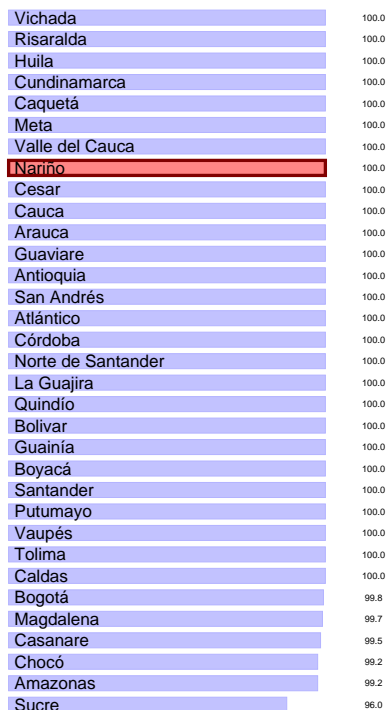 Vichada 100.0
Risaralda 100.0
Huila 100.0
Cundinamarca 100.0
Caquetá 100.0
Meta 100.0
Valle del Cauca 100.0
Nariño 100.0
Cesar 100.0
Cauca 100.0
Arauca 100.0
Guaviare 100.0
Antioquia 100.0
San Andrés 100.0
Atlántico 100.0
Córdoba 100.0
Norte de Santander 100.0
La Guajira 100.0
Quindío 100.0
Bolivar 100.0
Guainía 100.0
Boyacá 100.0
Santander 100.0
Putumayo 100.0
Vaupés 100.0
Tolima 100.0
Caldas 100.0
Bogotá 99.8
Magdalena 99.7
Casanare 99.5
Chocó 99.2
Amazonas 99.2
Sucre 96.0